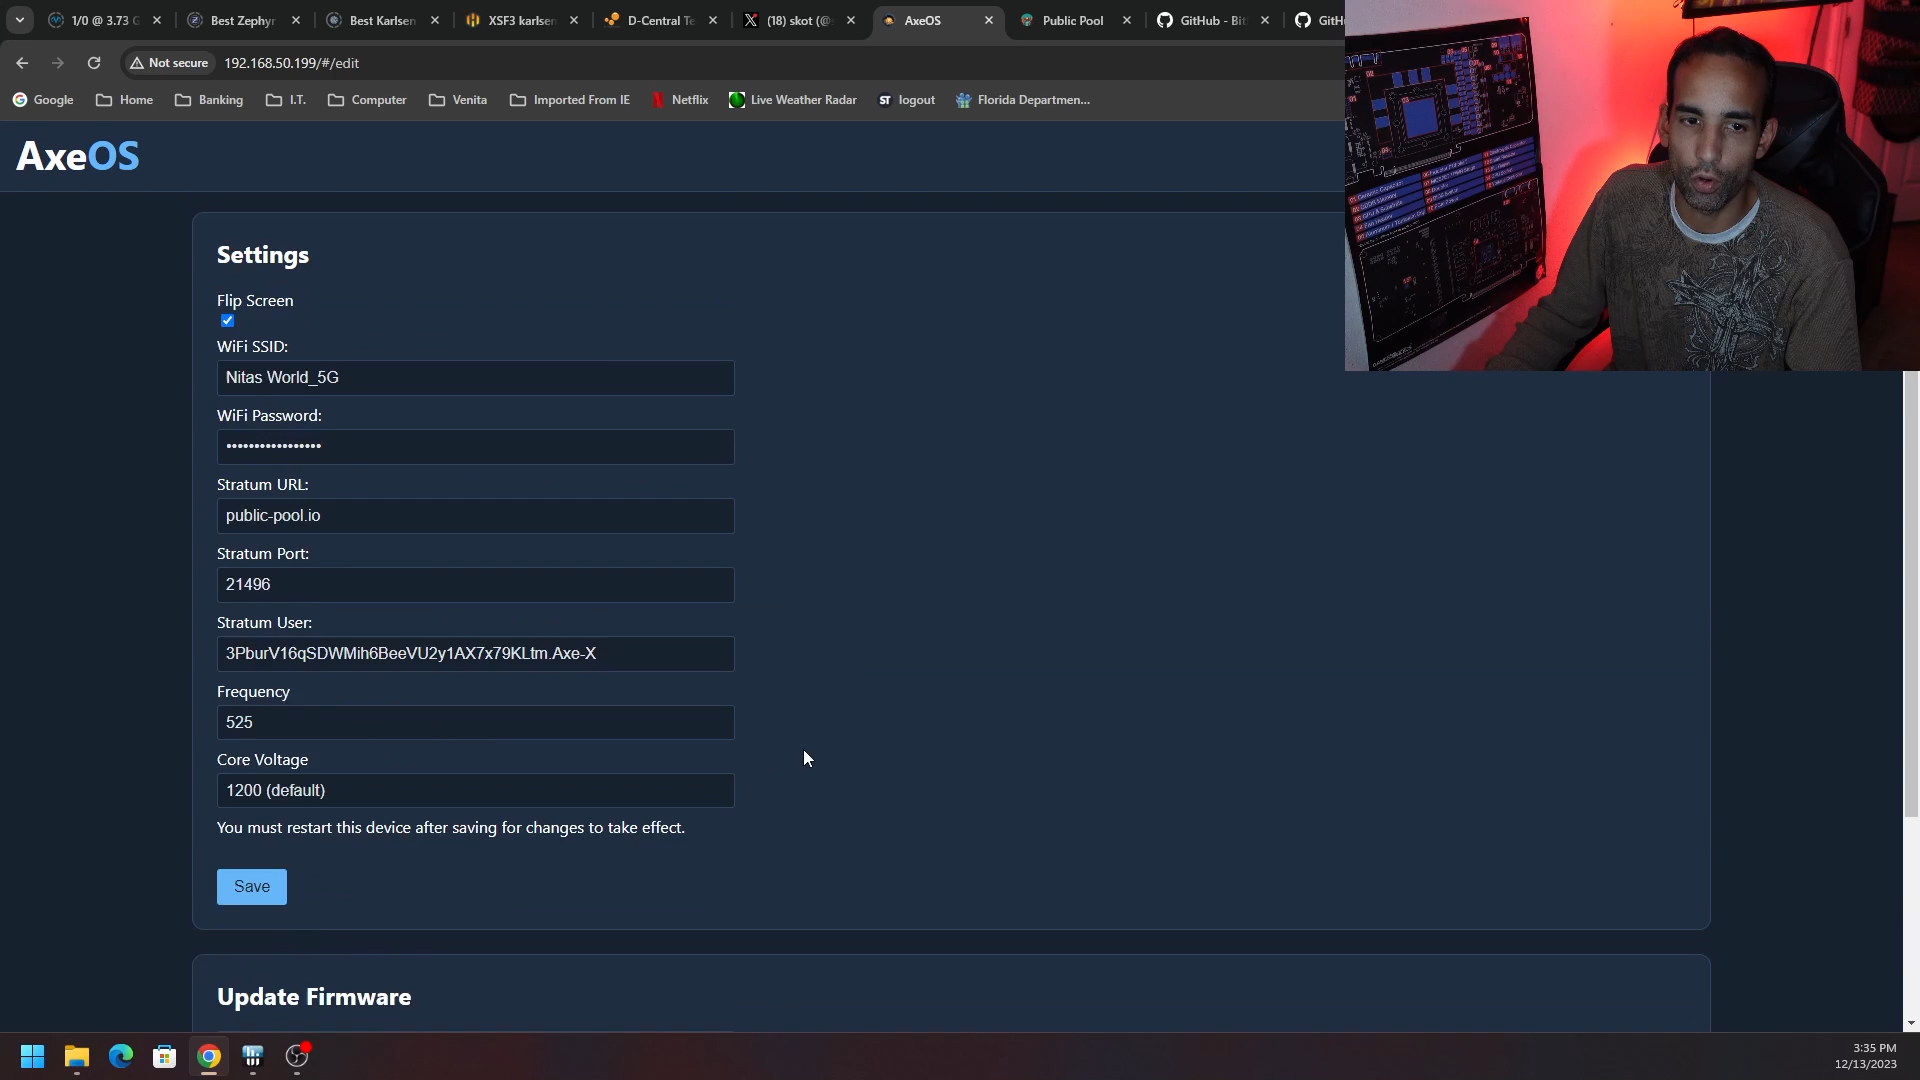 1/0 @ 3.73 G
Best Zephyr
Best Karlsen
XSF3 karlsen
D-Central Te
(18) skot (@
AxeOS
Public Pool
GitHub - Bit
GitH
Not secure
192.168.50.199/#/edit
Google
Home
Banking
I.T.
Computer
Venita
Imported From IE
Netflix
Live Weather Radar
ST logout
Florida Departmen...
AxeOS
Settings
Flip Screen
WiFi SSID:
Nitas World_5G
WiFi Password:
•••••••••••••••••
Stratum URL:
public-pool.io
Stratum Port:
21496
Stratum User:
3PburV16qSDWMih6BeeVU2y1AX7x79KLtm.Axe-X
Frequency
525
Core Voltage
1200 (default)
You must restart this device after saving for changes to take effect.
Save
Update Firmware
3:35 PM
12/13/2023